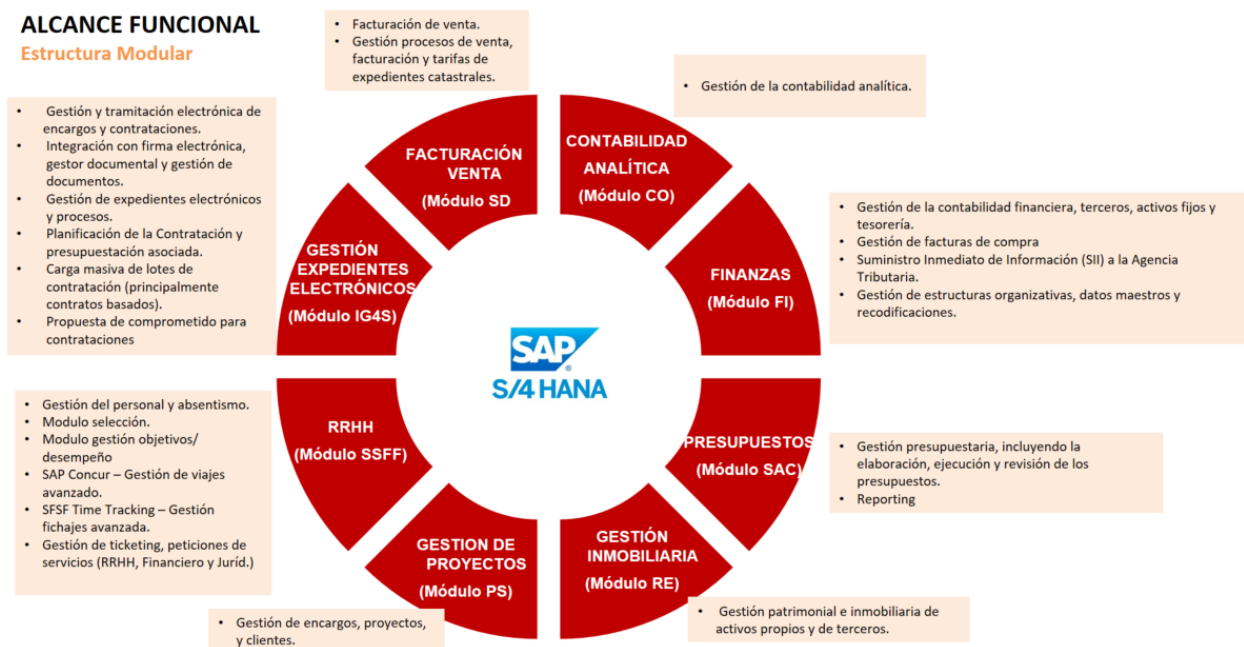 ALCANCE FUNCIONAL
Estructura Modular
• Facturación de venta.
• Gestión procesos de venta,
facturación y tarifas de
expedientes catastrales.
• Gestión de la contabilidad analítica.
• Gestión y tramitación electrónica de
encargos y contrataciones.
• Integración con firma electrónica,
gestor documental y gestión de
documentos.
• Gestión de expedientes electrónicos
y procesos.
• Planificación de la Contratación y
presupuestación asociada.
• Carga masiva de lotes de
contratación (principalmente
contratos basados).
• Propuesta de comprometido para
contrataciones
FACTURACIÓN
VENTA
(Módulo SD
CONTABILIDAD
ANALÍTICA
(Módulo CO)
GESTIÓN
EXPEDIENTES
ELECTRÓNICOS
(Módulo IG4S)
FINANZAS
(Módulo FI)
• Gestión de la contabilidad financiera, terceros, activos fijos y
tesorería.
• Gestión de facturas de compra
• Suministro Inmediato de Información (SII) a la Agencia
Tributaria.
• Gestión de estructuras organizativas, datos maestros y
recodificaciones.
SAP
®
S/4 HANA
• Gestión del personal y absentismo.
• Modulo selección.
• Modulo gestión objetivos/
desempeño
• SAP Concur – Gestión de viajes
avanzado.
• SFSF Time Tracking – Gestión
fichajes avanzada.
• Gestión de ticketing, peticiones de
servicios (RRHH, Financiero y Juríd.)
RRHH
(Módulo SSFF)
PRESUPUESTOS
(Módulo SAC)
• Gestión presupuestaria, incluyendo la
elaboración, ejecución y revisión de los
presupuestos.
• Reporting
GESTION DE
PROYECTOS
(Módulo PS)
GESTIÓN
INMOBILIARIA
(Módulo RE)
• Gestión de encargos, proyectos,
y clientes.
• Gestión patrimonial e inmobiliaria de
activos propios y de terceros.